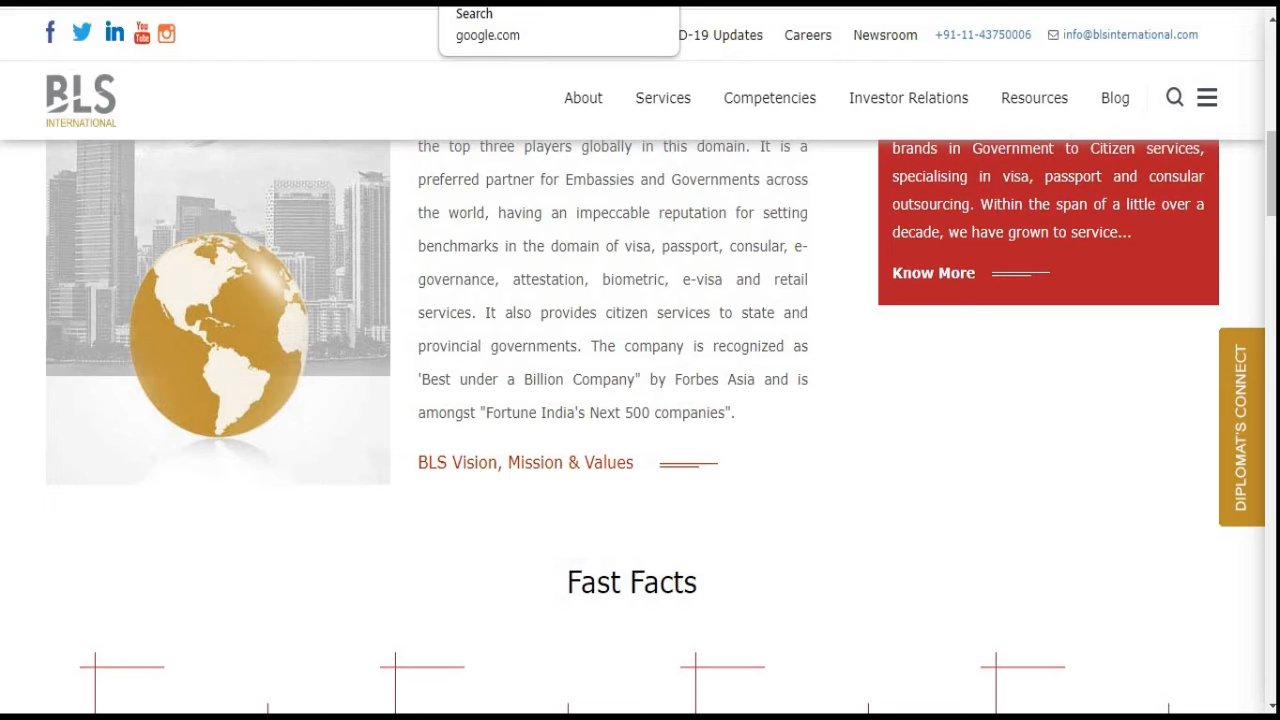 Search
google.com
D-19 Updates
Careers
Newsroom
+91-11-43750006
info@blsinternational.com
You
Tube
BLS
INTERNATIONAL
About
Services
Competencies
Investor Relations
Resources
Blog
the top three players globally in this domain. It is a
preferred partner for Embassies and Governments across
the world, having an impeccable reputation for setting
benchmarks in the domain of visa, passport, consular, e-
governance, attestation, biometric, e-visa and retail
services. It also provides citizen services to state and
provincial governments. The company is recognized as
'Best under a Billion Company" by Forbes Asia and is
amongst "Fortune India's Next 500 companies".
BLS Vision, Mission & Values
brands in Government to Citizen services,
specialising in visa, passport and consular
outsourcing. Within the span of a little over a
decade, we have grown to service...
Know More
DIPLOMAT'S CONNECT
Fast Facts